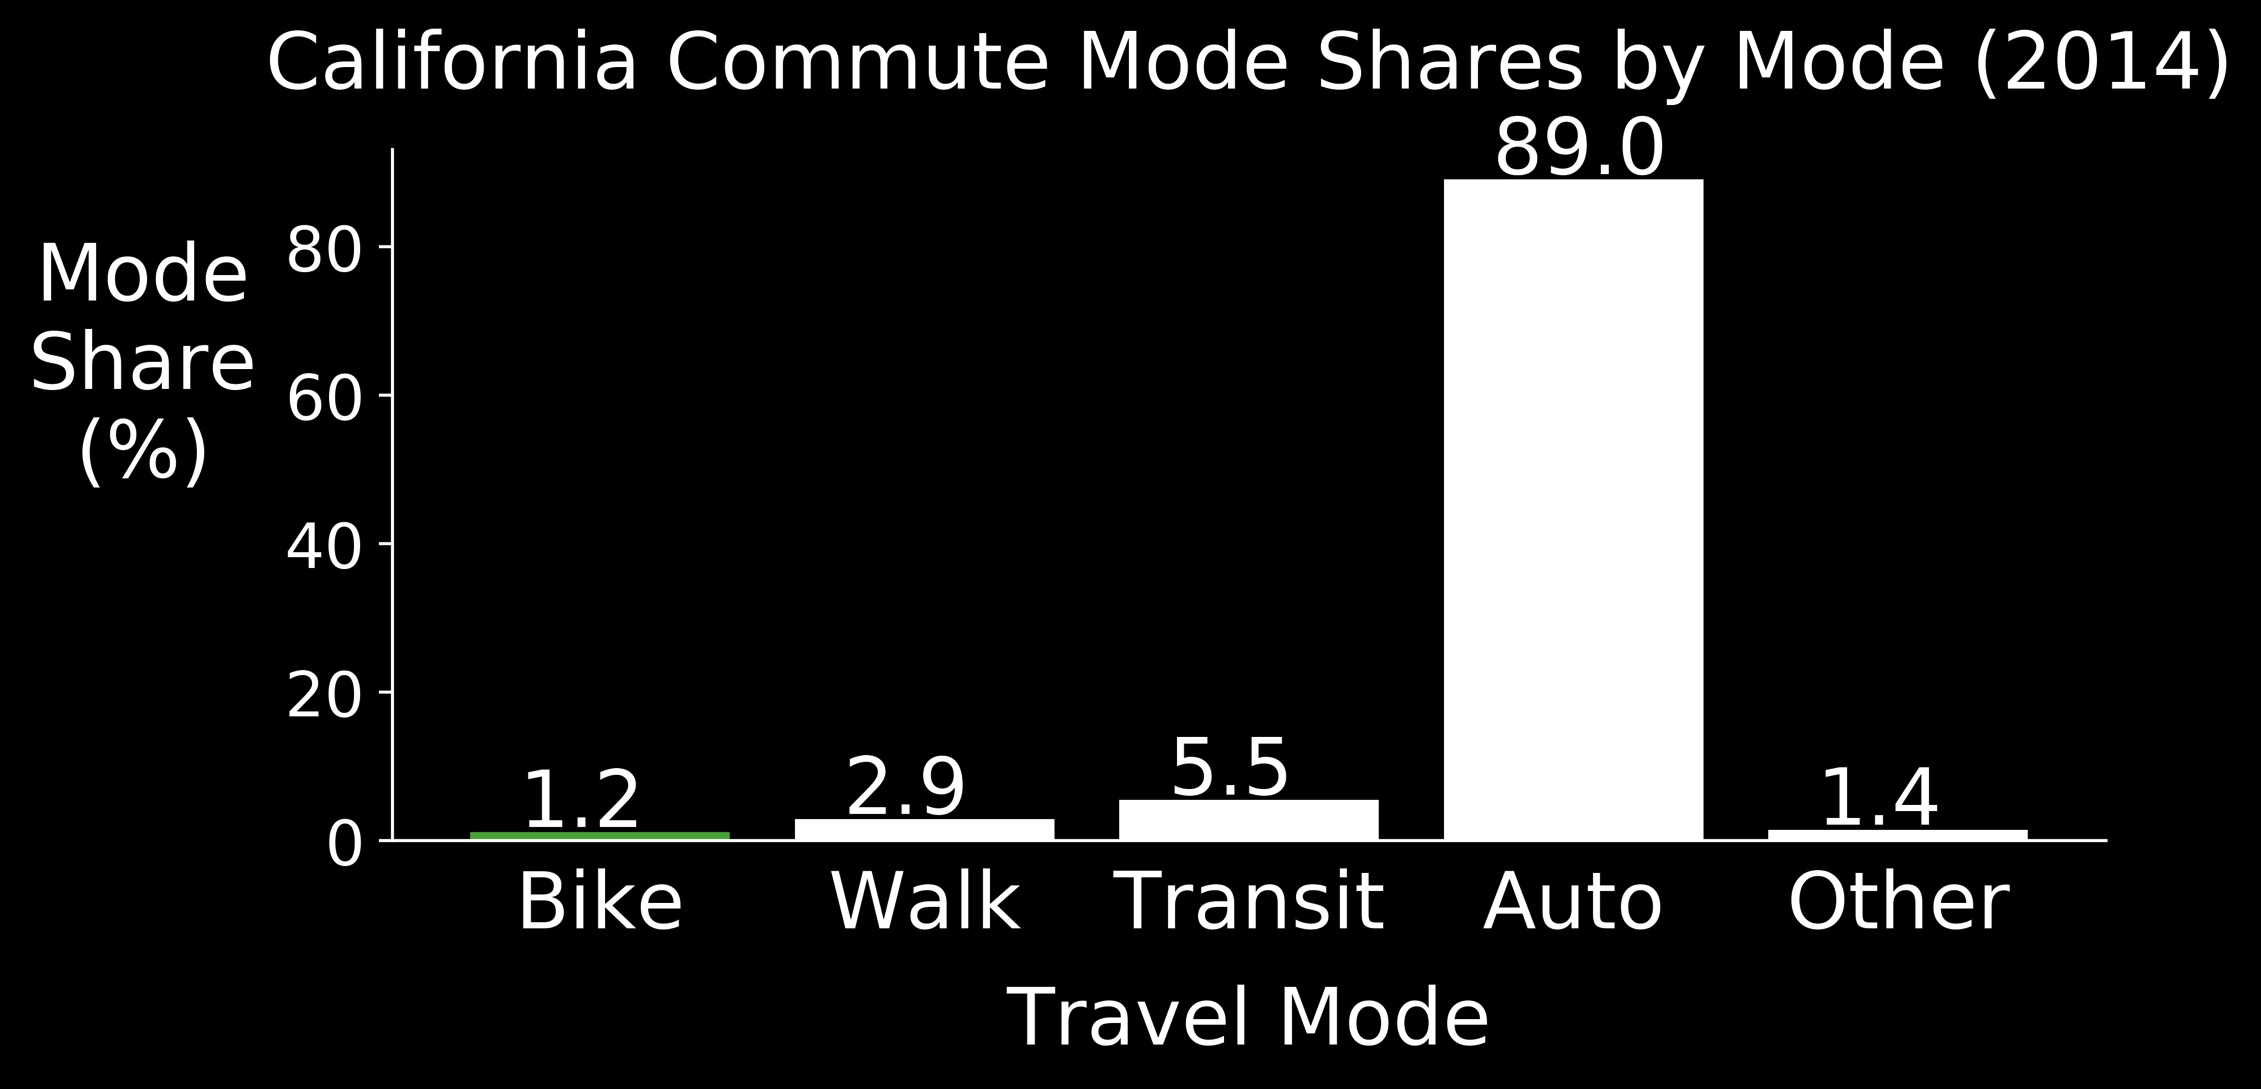 California Commute Mode Shares by Mode (2014)
Mode
Share
(%)
80
60
40
20
0
1.2
2.9
5.5
89.0
1.4
Bike
Walk
Transit
Auto
Other
Travel Mode